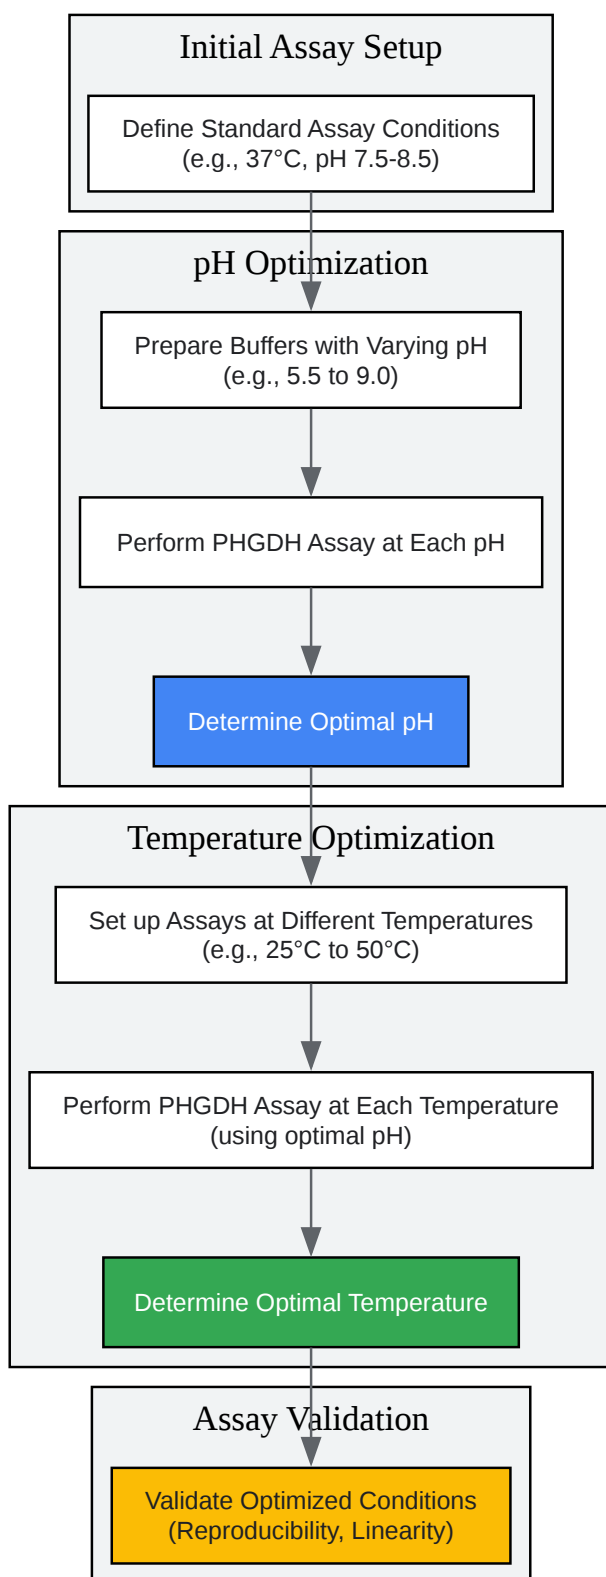 Initial Assay Setup
Define Standard Assay Conditions
(e.g., 37°C, pH 7.5-8.5)
pH Optimization
Prepare Buffers with Varying pH
(e.g., 5.5 to 9.0)
Perform PHGDH Assay at Each pH
Determine Optimal pH
Temperature Optimization
Set up Assays at Different Temperatures
(e.g., 25°C to 50°C)
Perform PHGDH Assay at Each Temperature
(using optimal pH)
Determine Optimal Temperature
Assay Validation
Validate Optimized Conditions
(Reproducibility, Linearity)